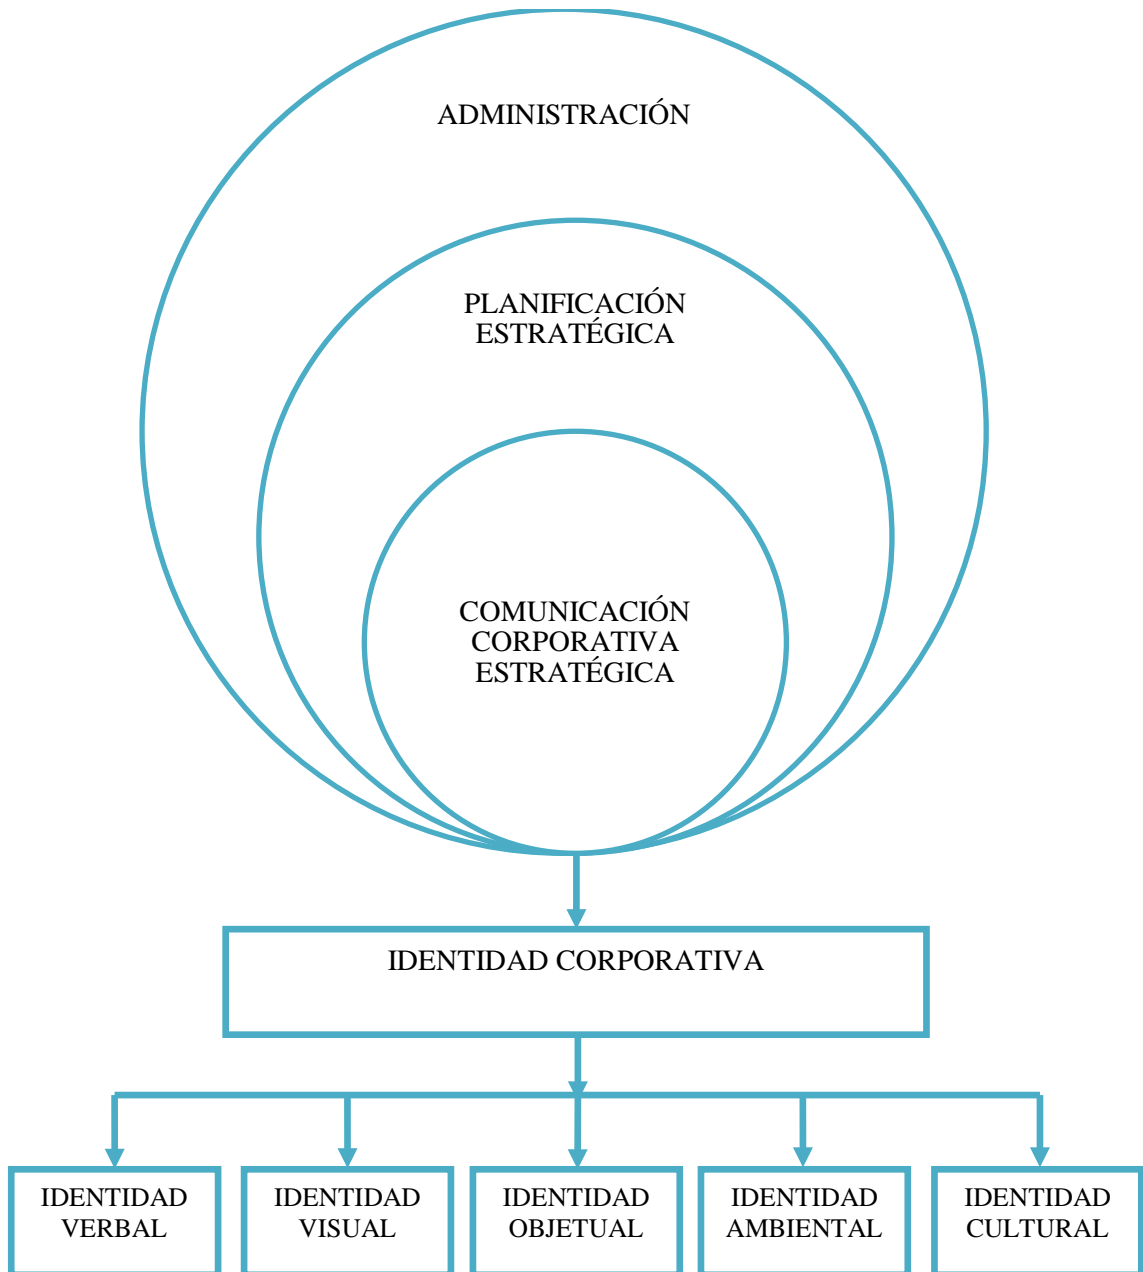 ADMINISTRACIÓN
PLANIFICACIÓN
ESTRATÉGICA
COMUNICACIÓN
CORPORATIVA
ESTRATÉGICA
IDENTIDAD CORPORATIVA
IDENTIDAD
VERBAL
IDENTIDAD
VISUAL
IDENTIDAD
OBJETUAL
IDENTIDAD
AMBIENTAL
IDENTIDAD
CULTURAL